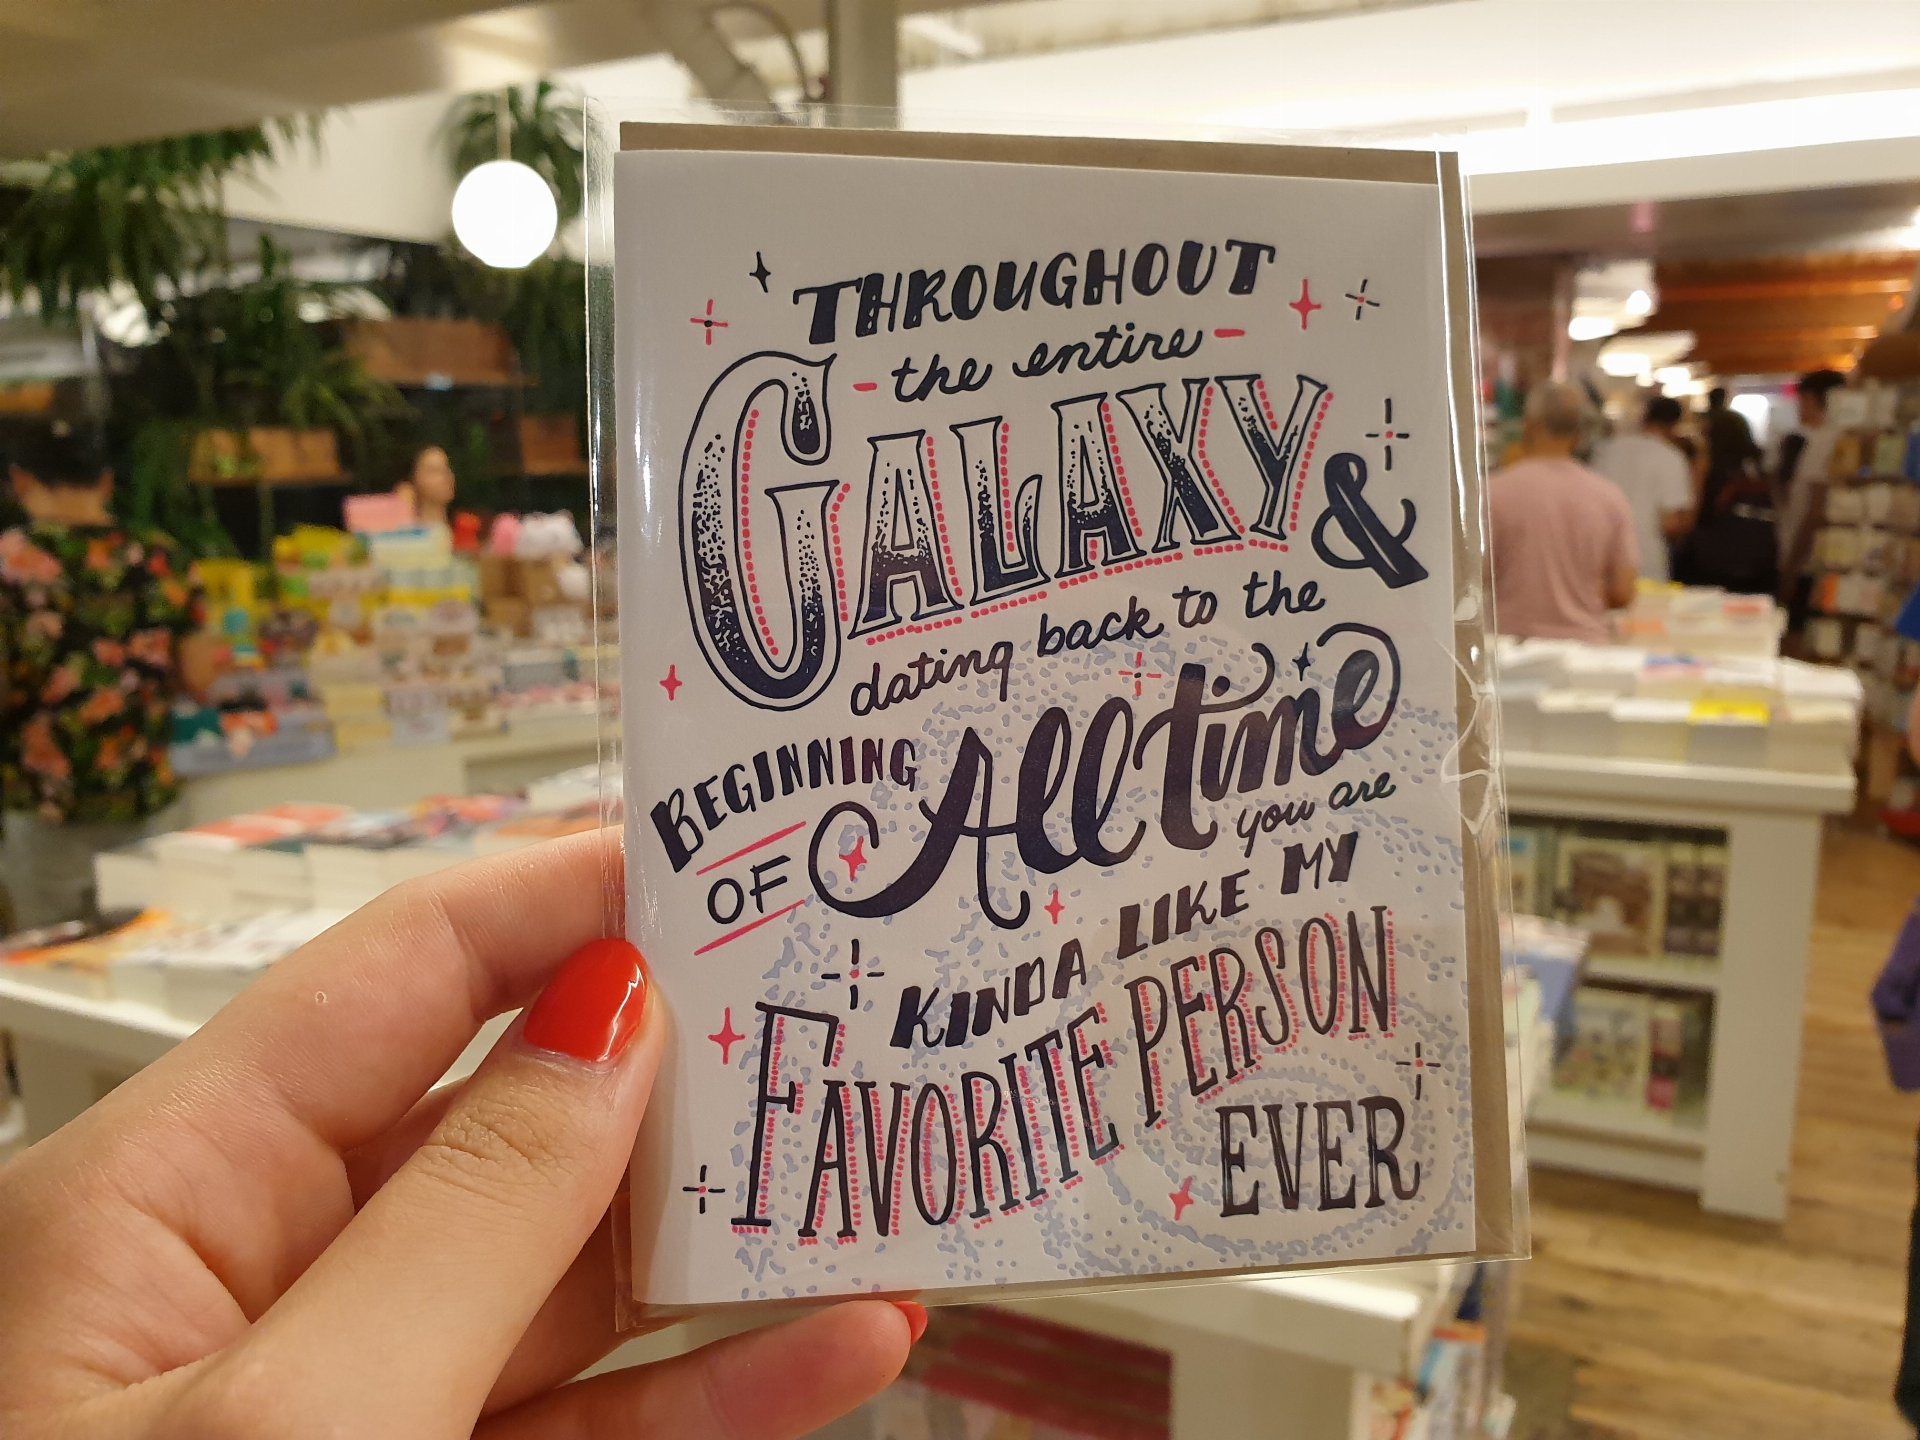 THROUGHOUT
the entire
GALAXY &
dating back to the
BEGINNING
OF All time
you are
KINDA LIKE MY
FAVORITE PERSON
EVER